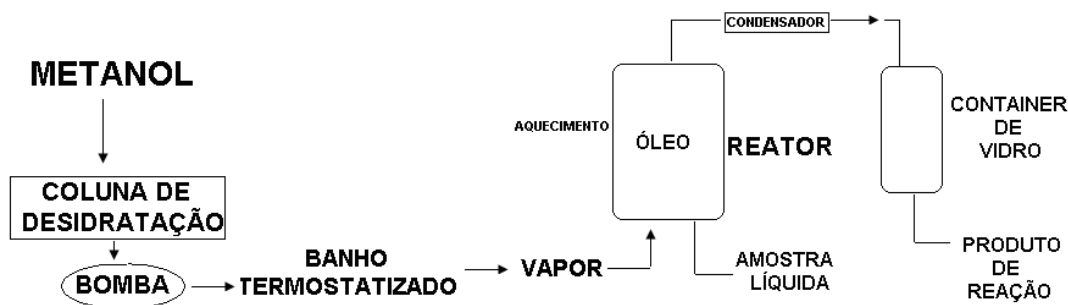 METANOL
COLUNA DE
DESIDRATAÇÃO
BOMBA
BANHO
TERMOSTATIZADO
VAPOR
AQUECIMENTO
ÓLEO
REATOR
CONDENSADOR
AMOSTRA
LÍQUIDA
CONTAINER
DE
VIDRO
PRODUTO
DE
REAÇÃO